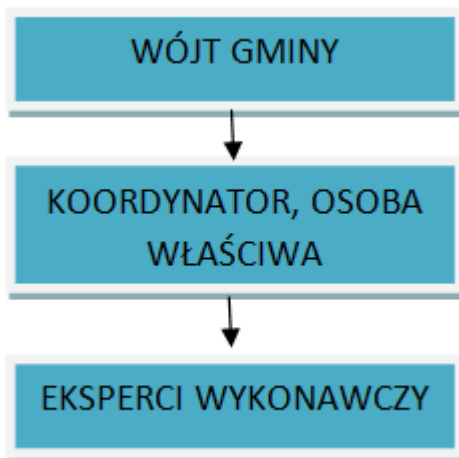 WÓJT GMINY
KOORDYNATOR, OSOBA
WŁAŚCIWA
EKSPERCI WYKONAWCZY